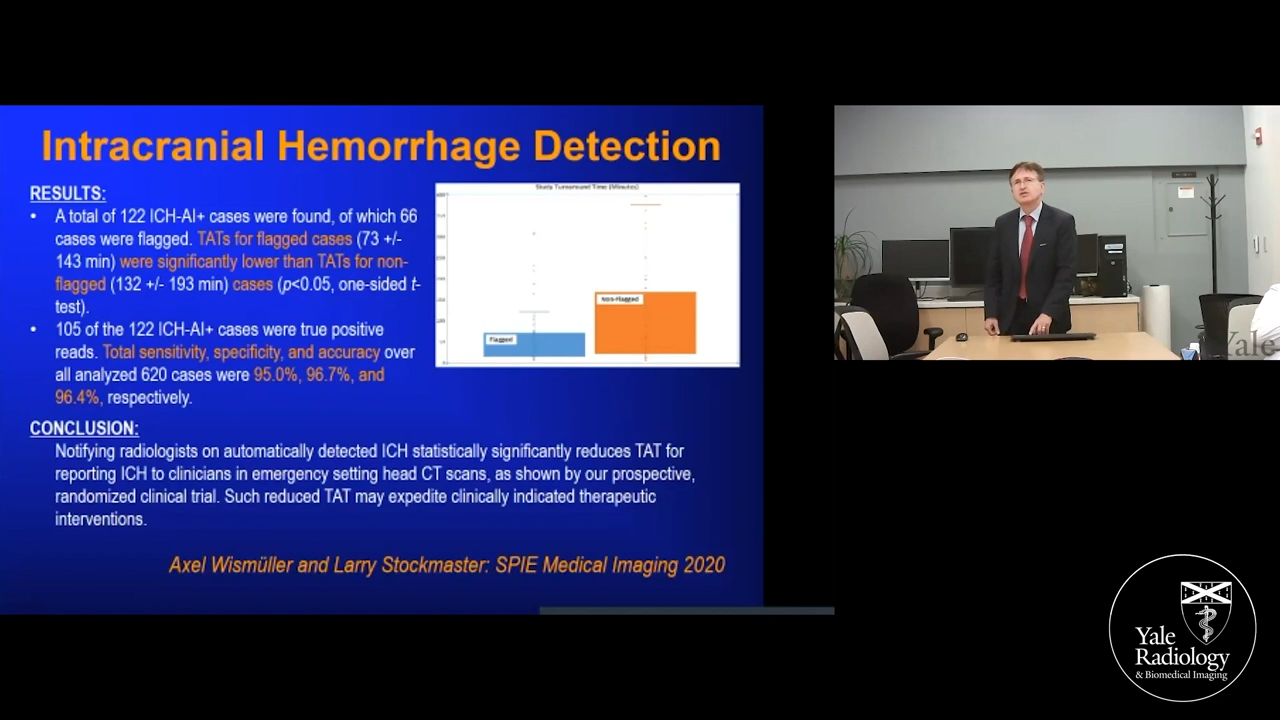 Intracranial Hemorrhage Detection
RESULTS:
• A total of 122 ICH-AI+ cases were found, of which 66
cases were flagged. TATs for flagged cases (73 +/-
143 min) were significantly lower than TATs for non-
flagged (132 +/- 193 min) cases (p<0.05, one-sided t-
test).
• 105 of the 122 ICH-AI+ cases were true positive
reads. Total sensitivity, specificity, and accuracy over
all analyzed 620 cases were 95.0%, 96.7%, and
96.4%, respectively.
Study Turnaround Time (Minutes)
Flagged
Non-Flagged
CONCLUSION:
Notifying radiologists on automatically detected ICH statistically significantly reduces TAT for
reporting ICH to clinicians in emergency setting head CT scans, as shown by our prospective,
randomized clinical trial. Such reduced TAT may expedite clinically indicated therapeutic
interventions.
Axel Wismüller and Larry Stockmaster: SPIE Medical Imaging 2020
Yale
Yale
Radiology
& Biomedical Imaging